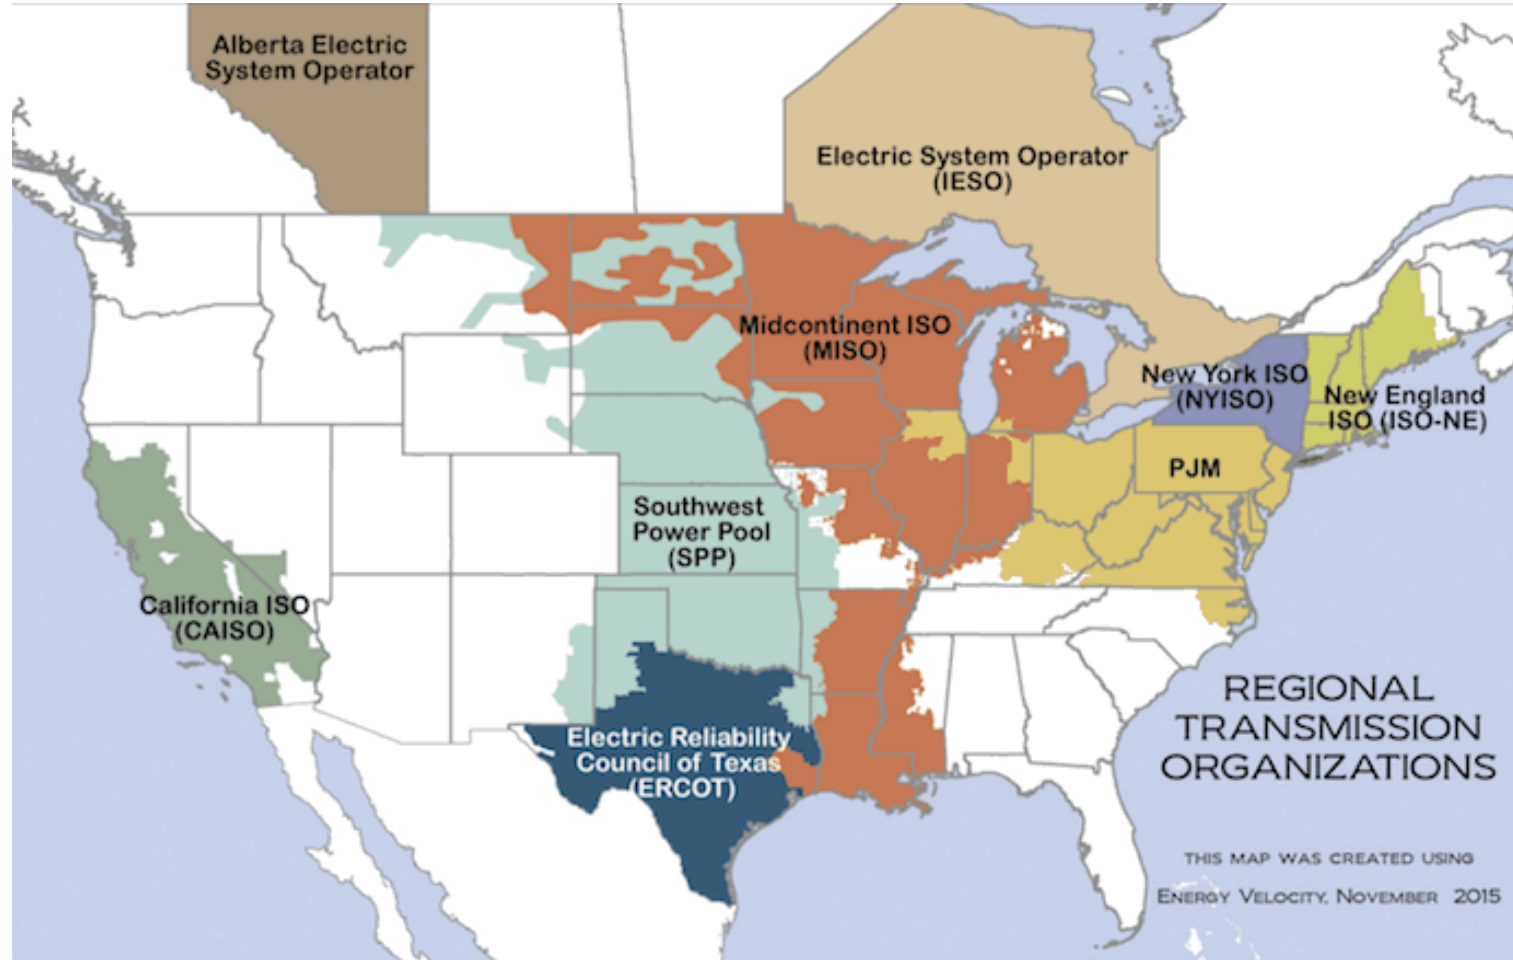 Alberta Electric
System Operator
Electric System Operator
(IESO)
Midcontinent ISO
(MISO)
New York ISO
(NYISO)
New England
ISO (ISO-NE)
PJM
Southwest
Power Pool
(SPP)
California ISO
(CAISO)
Electric Reliability
Council of Texas
(ERCOT)
REGIONAL
TRANSMISSION
ORGANIZATIONS
THIS MAP WAS CREATED USING
ENERGY VELOCITY, NOVEMBER 2015